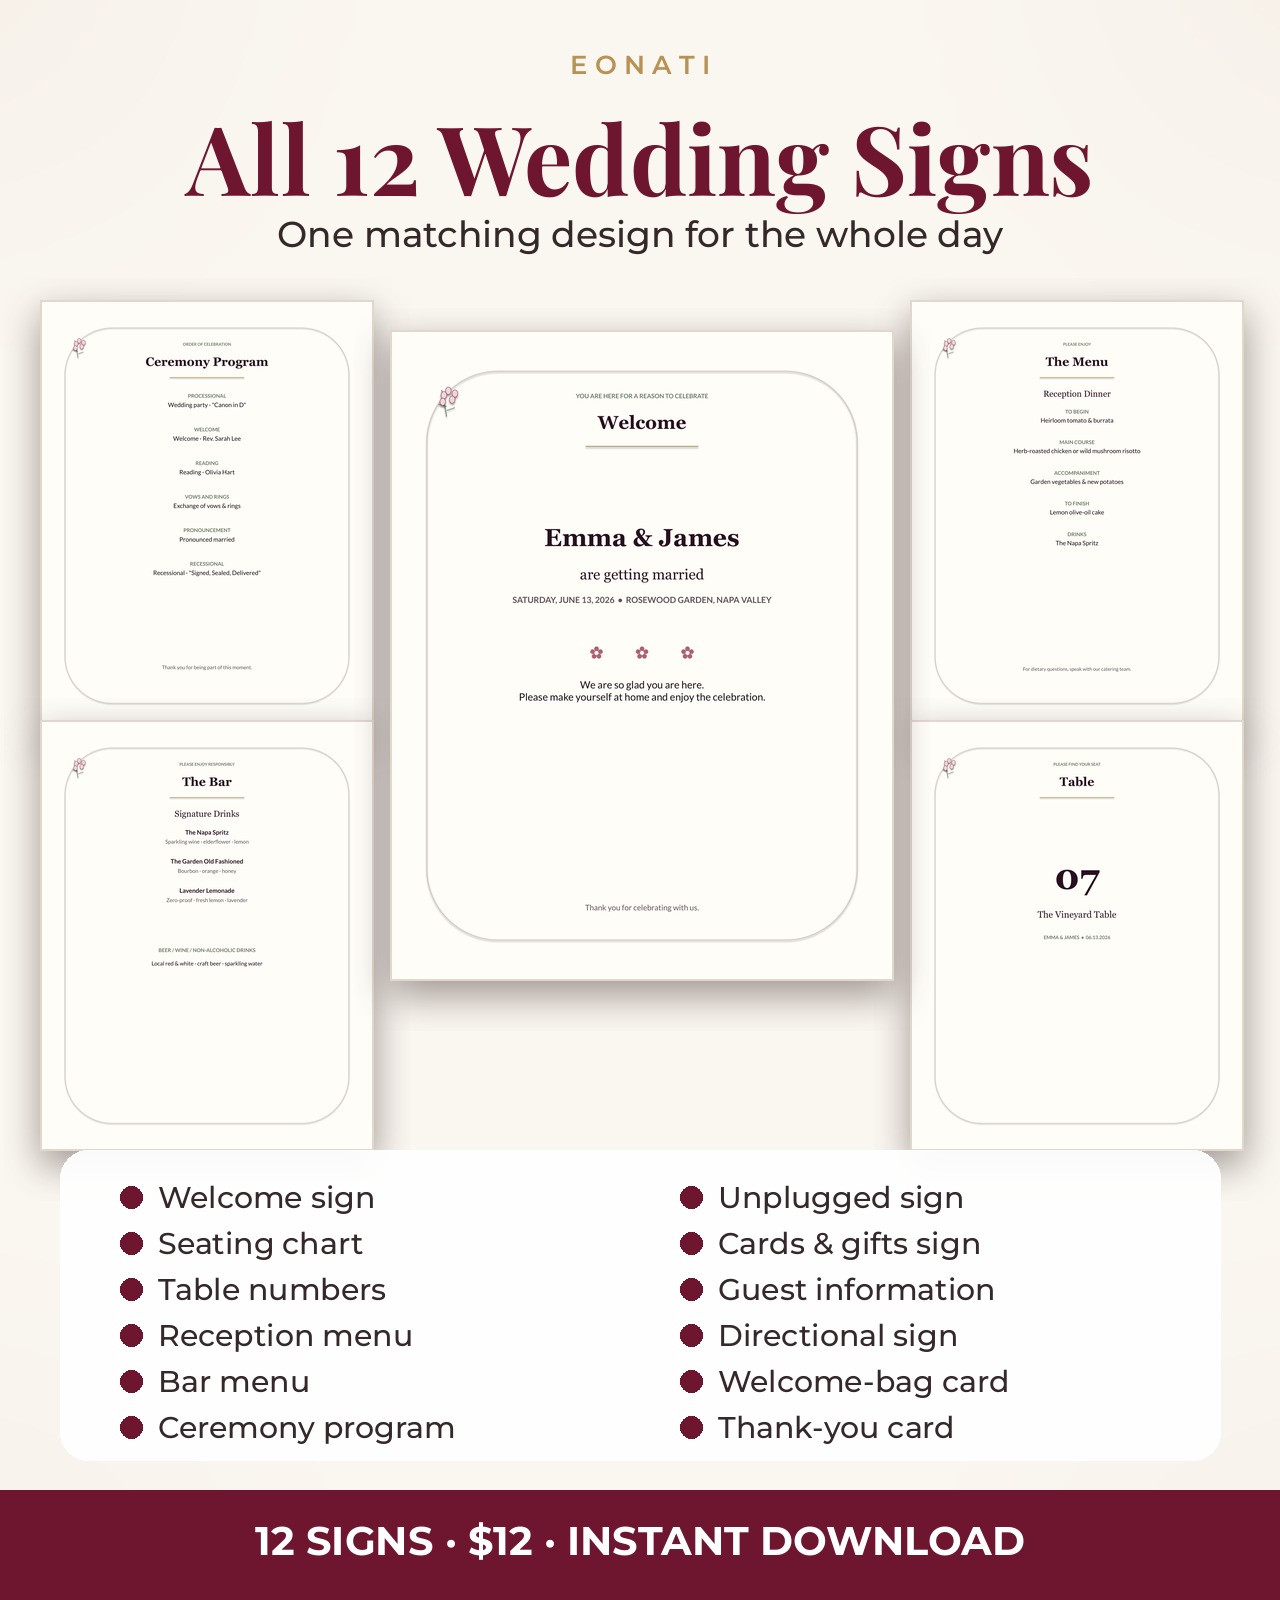 EONATI
All 12 Wedding Signs
One matching design for the whole day
ORDER OF CELEBRATION
Ceremony Program
PROCESSIONAL
Wedding party - "Canon in D"
WELCOME
Welcome - Rev. Sarah Lee
READING
Reading - Olivia Hart
VOWS AND RINGS
Exchange of vows & rings
PRONOUNCEMENT
Pronounced married
RECESSIONAL
Recessional - "Signed, Sealed, Delivered"
Thank you for being part of this moment.
PLEASE ENJOY RESPONSIBLY
The Bar
Signature Drinks
The Napa Spritz
Sparkling wine - elderflower - lemon
The Garden Old Fashioned
Bourbon - orange - honey
Lavender Lemonade
Zero-proof - fresh lemon - lavender
BEER / WINE / NON-ALCOHOLIC DRINKS
Local red & white - craft beer - sparkling water
YOU ARE HERE FOR A REASON TO CELEBRATE
Welcome
Emma & James
are getting married
SATURDAY, JUNE 13, 2026 • ROSEWOOD GARDEN, NAPA VALLEY
We are so glad you are here.
Please make yourself at home and enjoy the celebration.
Thank you for celebrating with us.
PLEASE ENJOY
The Menu
Reception Dinner
TO BEGIN
Heirloom tomato & burrata
MAIN COURSE
Herb-roasted chicken or wild mushroom risotto
ACCOMPANIMENT
Garden vegetables & new potatoes
TO FINISH
Lemon olive-oil cake
DRINKS
The Napa Spritz
For dietary questions, speak with our catering team.
PLEASE FIND YOUR SEAT
Table
07
The Vineyard Table
EMMA & JAMES • 06.13.2026
Welcome sign
Seating chart
Table numbers
Reception menu
Bar menu
Ceremony program
Unplugged sign
Cards & gifts sign
Guest information
Directional sign
Welcome-bag card
Thank-you card
12 SIGNS · $12 · INSTANT DOWNLOAD